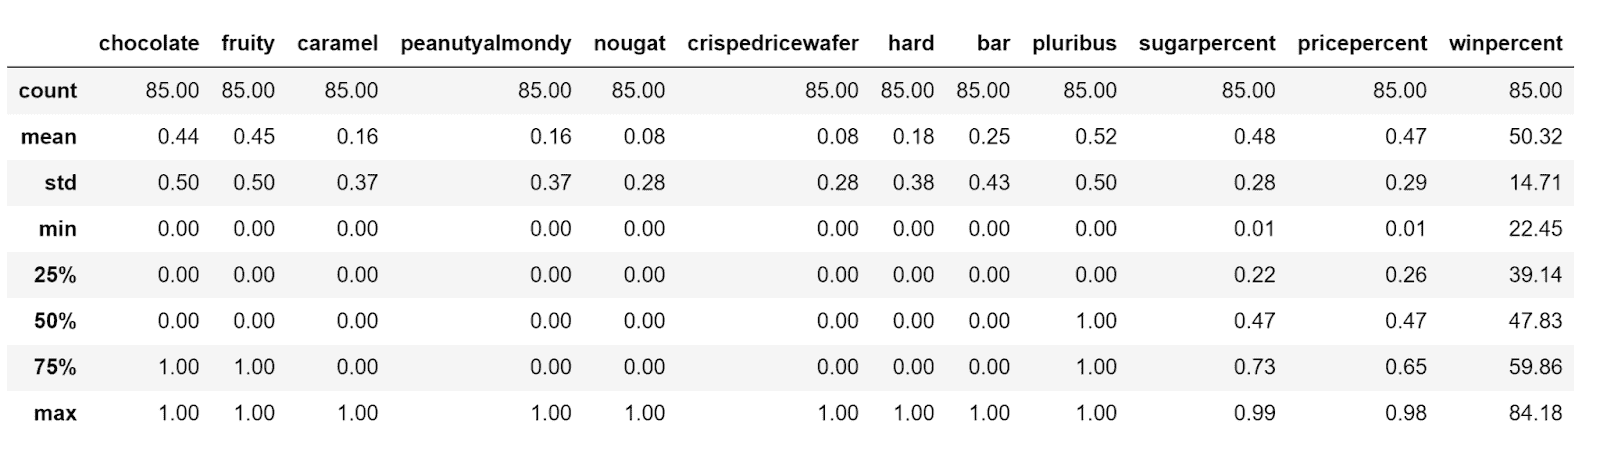 chocolate fruity caramel peanutyalmondy nougat crispedricewafer hard bar pluribus sugarpercent pricepercent winpercent
count 85.00 85.00 85.00 85.00 85.00 85.00 85.00 85.00 85.00 85.00 85.00 85.00
mean 0.44 0.45 0.16 0.16 0.08 0.08 0.18 0.25 0.52 0.48 0.47 50.32
std 0.50 0.50 0.37 0.37 0.28 0.28 0.38 0.43 0.50 0.28 0.29 14.71
min 0.00 0.00 0.00 0.00 0.00 0.00 0.00 0.00 0.00 0.01 0.01 22.45
25% 0.00 0.00 0.00 0.00 0.00 0.00 0.00 0.00 0.00 0.22 0.26 39.14
50% 0.00 0.00 0.00 0.00 0.00 0.00 0.00 0.00 1.00 0.47 0.47 47.83
75% 1.00 1.00 0.00 0.00 0.00 0.00 0.00 0.00 1.00 0.73 0.65 59.86
max 1.00 1.00 1.00 1.00 1.00 1.00 1.00 1.00 1.00 0.99 0.98 84.18